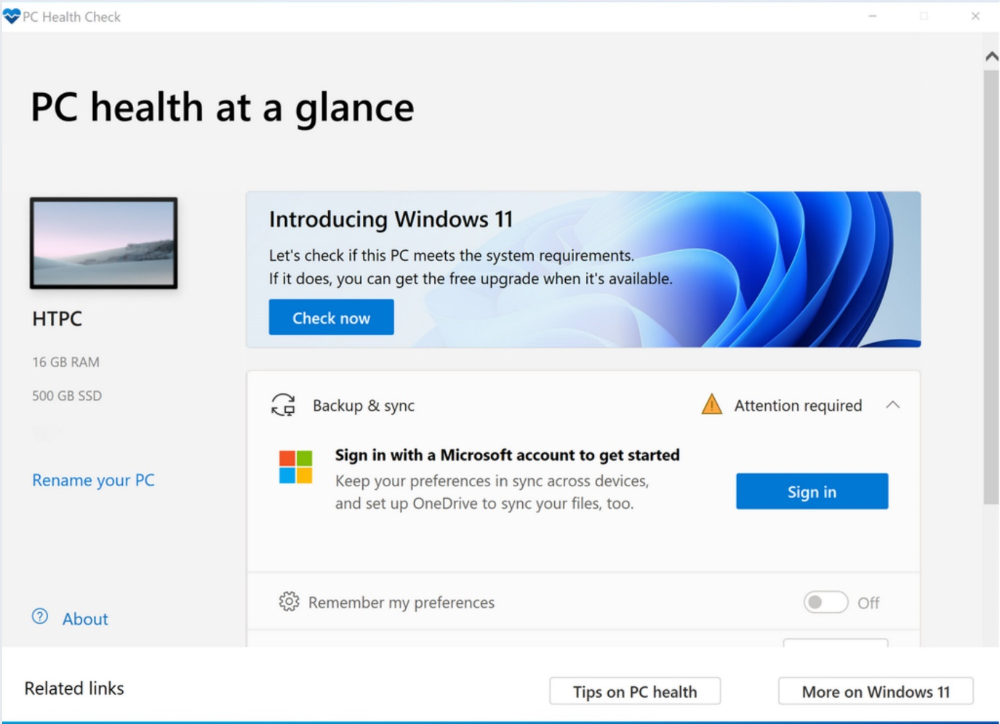 PC Health Check
PC health at a glance
HTPC
16 GB RAM
500 GB SSD
Rename your PC
About
Introducing Windows 11
Let's check if this PC meets the system requirements.
If it does, you can get the free upgrade when it's available.
Check now
Backup & sync
Attention required
Sign in with a Microsoft account to get started
Keep your preferences in sync across devices,
and set up OneDrive to sync your files, too.
Sign in
Remember my preferences
Off
Related links
Tips on PC health
More on Windows 11